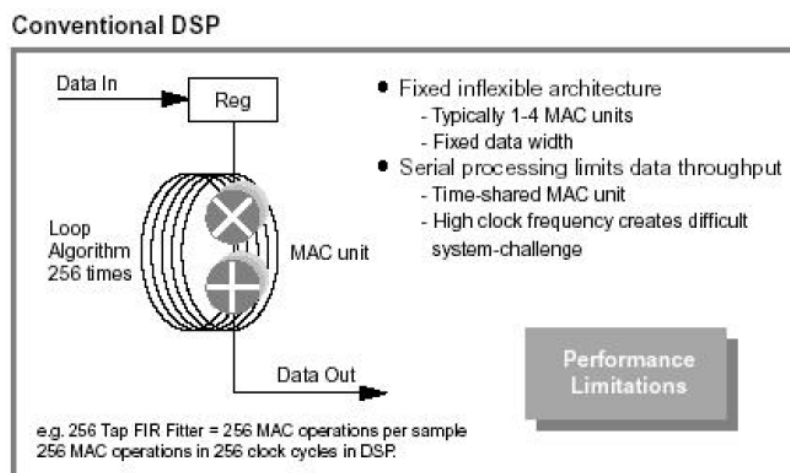 Conventional DSP
Data In
Reg
Loop
Algorithm
256 times
MAC unit
Data Out
e.g. 256 Tap FIR Fitter = 256 MAC operations per sample
256 MAC operations in 256 clock cycles in DSP.
• Fixed inflexible architecture
- Typically 1-4 MAC units
- Fixed data width
• Serial processing limits data throughput
- Time-shared MAC unit
- High clock frequency creates difficult
system-challenge
Performance
Limitations